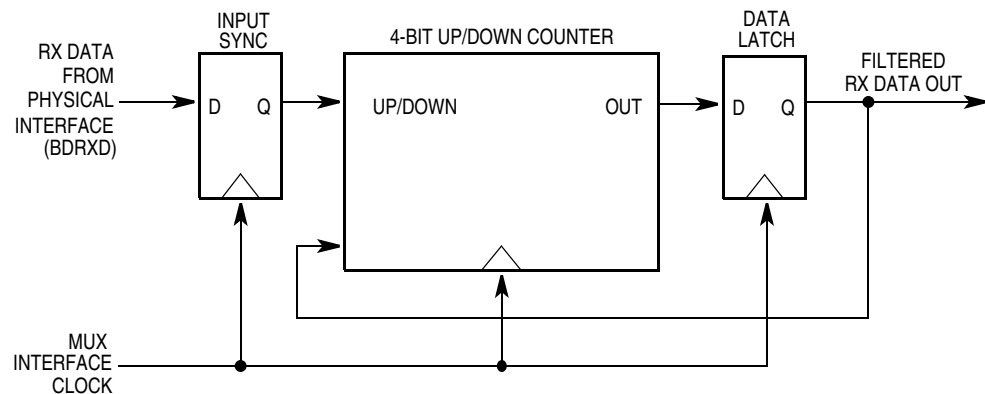 INPUT
SYNC
4-BIT UP/DOWN COUNTER
DATA
LATCH
RX DATA
FROM
PHYSICAL
INTERFACE
(BDRXD)
D
Q
UP/DOWN
OUT
D
Q
FILTERED
RX DATA OUT
MUX
INTERFACE
CLOCK